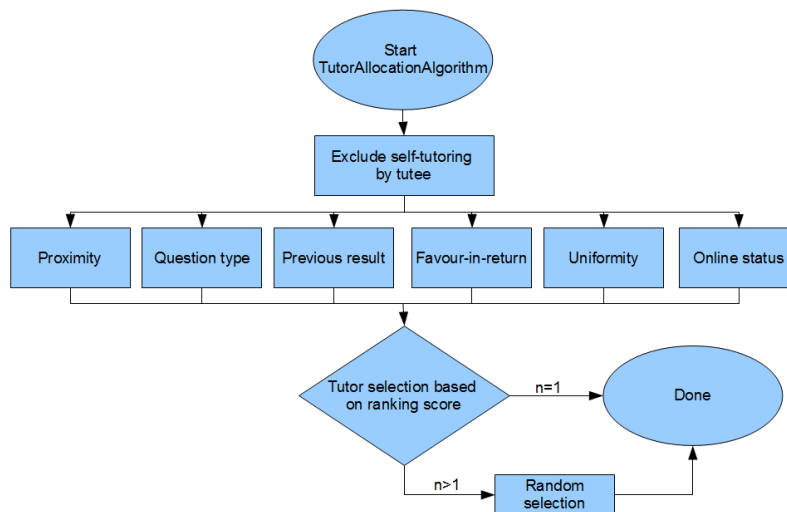 Start
TutorAllocationAlgorithm
Exclude self-tutoring
by tutee
Proximity
Question type
Previous result
Favour-in-return
Uniformity
Online status
Tutor selection based
on ranking score
n=1
Done
n>1
Random
selection